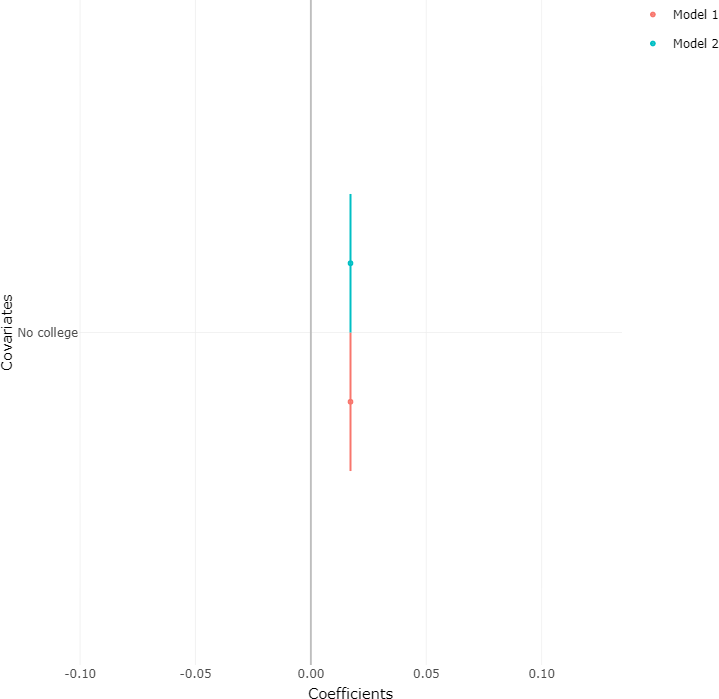 Model 1
Model 2
Covariates
No college
-0.10
-0.05
0.00
0.05
0.10
Coefficients